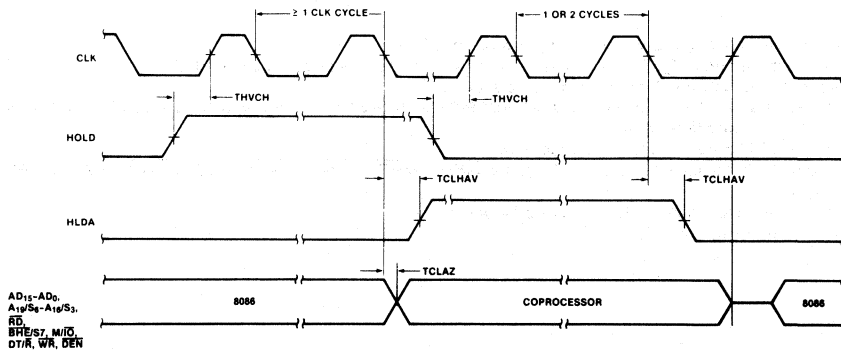 ≥ 1 CLK CYCLE
1 OR 2 CYCLES
CLK
THVCH
THVCH
HOLD
TCLHAV
TCLHAV
HLDA
TCLAZ
AD15-AD0,
A19/S6-A16/S3,
RD,
BHE/S7, M/IO,
DT/R, WR, DEN
8086
COPROCESSOR
8086